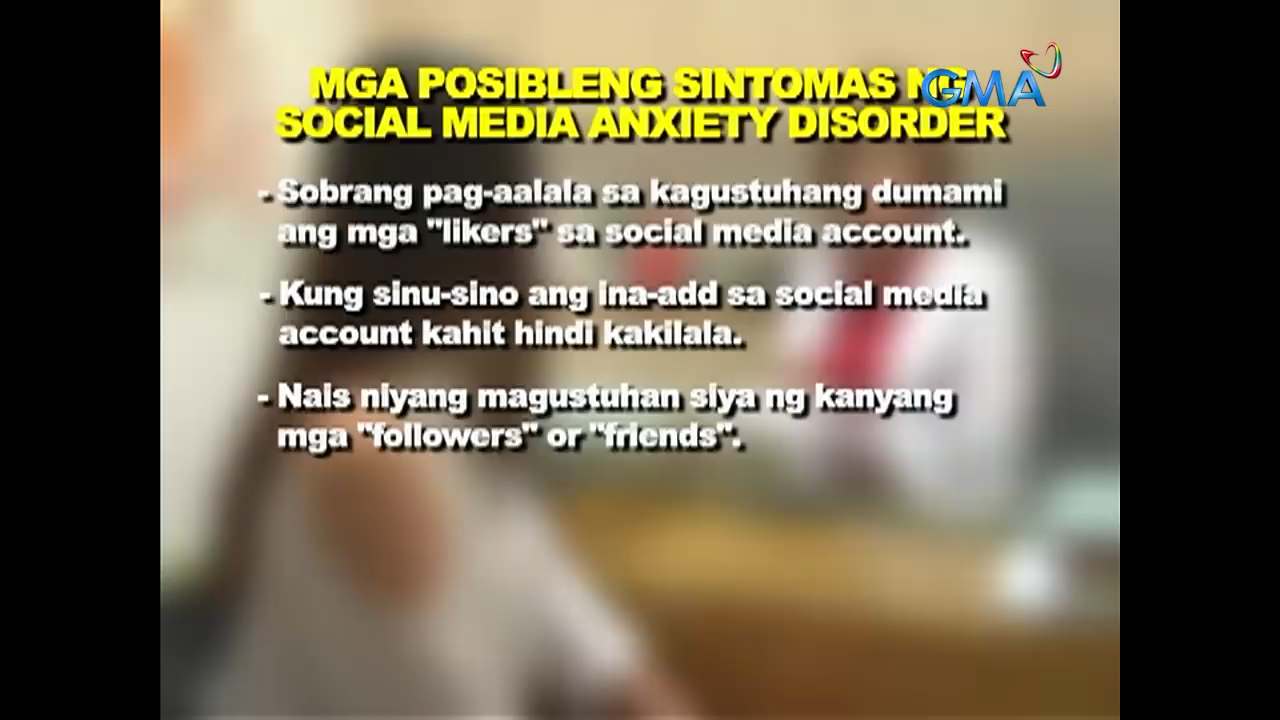 MGA POSIBLENG SINTOMAS NG
GMA
SOCIAL MEDIA ANXIETY DISORDER
- Sobrang pag-aalala sa kagustuhang dumami
ang mga "likers" sa social media account.
- Kung sinu-sino ang ina-add sa social media
account kahit hindi kakilala.
- Nais niyang magustuhan siya ng kanyang
mga "followers" or "friends".